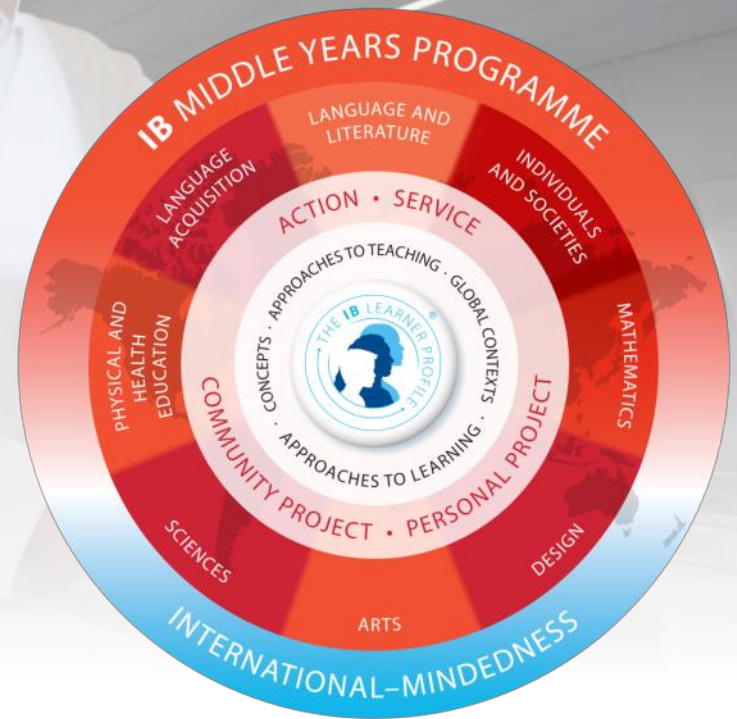 IB MIDDLE YEARS PROGRAMME
LANGUAGE AND
LITERATURE
INDIVIDUALS
AND SOCIETIES
MATHEMATICS
DESIGN
ARTS
SCIENCES
PHYSICAL AND
HEALTH
EDUCATION
LANGUAGE
ACQUISITION
ACTION • SERVICE
COMMUNITY PROJECT • PERSONAL PROJECT
APPROACHES TO TEACHING · GLOBAL CONTEXTS ·
APPROACHES TO LEARNING · CONCEPTS ·
THE IB LEARNER PROFILE ®
INTERNATIONAL–MINDEDNESS